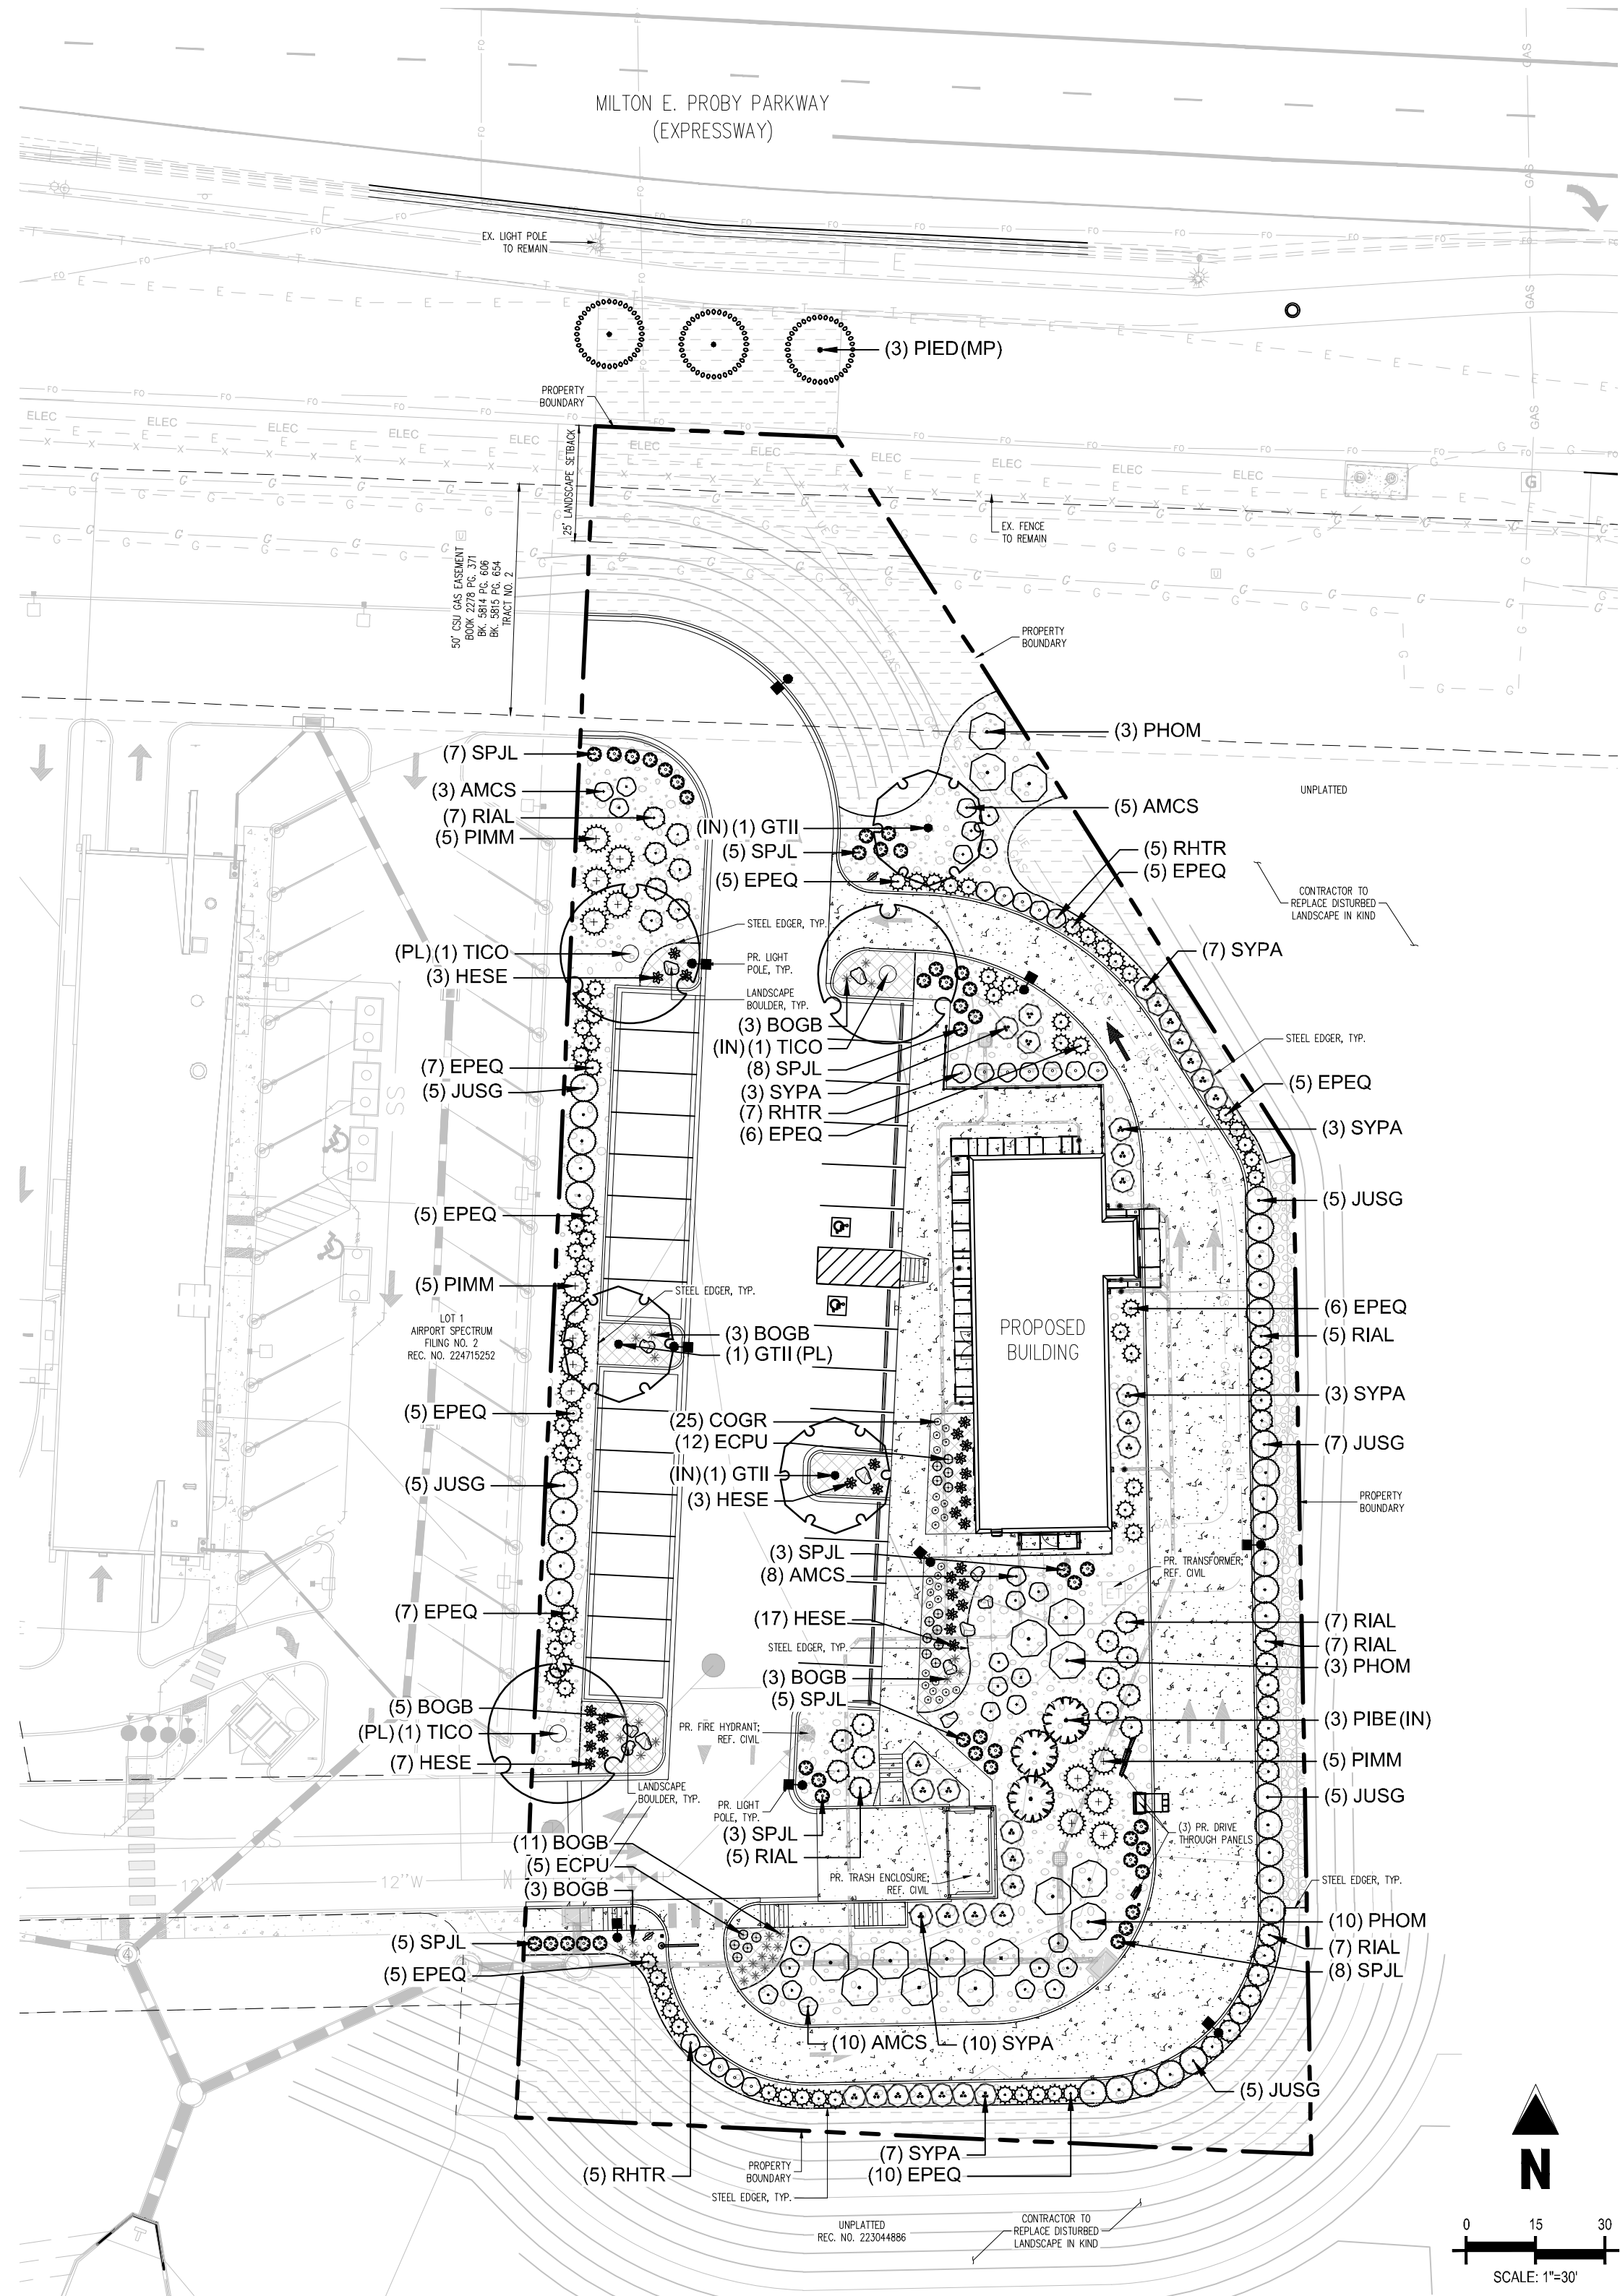 MILTON E. PROBY PARKWAY
(EXPRESSWAY)
EX. LIGHT POLE
TO REMAIN
(3) PIED(MP)
PROPERTY
BOUNDARY
25' LANDSCAPE SETBACK
EX. FENCE
TO REMAIN
50' CSU GAS EASEMENT
BOOK 2278 PG. 371
BK. 5814 PG. 606
BK. 5815 PG. 654
TRACT NO. 2
PROPERTY
BOUNDARY
(3) PHOM
(7) SPJL
(3) AMCS
(7) RIAL
(5) PIMM
(IN)(1) GTII
(5) SPJL
(5) EPEQ
(5) AMCS
(5) RHTR
(5) EPEQ
UNPLATTED
CONTRACTOR TO
REPLACE DISTURBED
LANDSCAPE IN KIND
STEEL EDGER, TYP.
(PL)(1) TICO
(3) HESE
PR. LIGHT
POLE, TYP.
LANDSCAPE
BOULDER, TYP.
(7) SYPA
(3) BOGB
(IN)(1) TICO
(8) SPJL
(3) SYPA
(7) RHTR
(6) EPEQ
STEEL EDGER, TYP.
(7) EPEQ
(5) JUSG
(5) EPEQ
(3) SYPA
(5) EPEQ
(5) JUSG
(5) PIMM
STEEL EDGER, TYP.
LOT 1
AIRPORT SPECTRUM
FILING NO. 2
REC. NO. 224715252
(3) BOGB
(1) GTII(PL)
PROPOSED
BUILDING
(6) EPEQ
(5) RIAL
(3) SYPA
(5) EPEQ
(25) COGR
(12) ECPU
(7) JUSG
(5) JUSG
(IN)(1) GTII
(3) HESE
PROPERTY
BOUNDARY
(3) SPJL
(8) AMCS
PR. TRANSFORMER;
REF. CIVIL
(7) EPEQ
(17) HESE
STEEL EDGER, TYP.
(3) BOGB
(5) SPJL
(7) RIAL
(7) RIAL
(3) PHOM
(5) BOGB
(PL)(1) TICO
(7) HESE
PR. FIRE HYDRANT;
REF. CIVIL
(3) PIBE(IN)
(5) PIMM
(5) JUSG
LANDSCAPE
BOULDER, TYP.
PR. LIGHT
POLE, TYP.
(3) SPJL
(5) RIAL
(3) PR. DRIVE
THROUGH PANELS
(11) BOGB
(5) ECPU
(3) BOGB
PR. TRASH ENCLOSURE;
REF. CIVIL
STEEL EDGER, TYP.
12"W
12"W
(5) SPJL
(5) EPEQ
(10) PHOM
(7) RIAL
(8) SPJL
4
(10) AMCS
(10) SYPA
(5) JUSG
(7) SYPA
(10) EPEQ
(5) RHTR
PROPERTY
BOUNDARY
STEEL EDGER, TYP.
UNPLATTED
REC. NO. 223044886
CONTRACTOR TO
REPLACE DISTURBED
LANDSCAPE IN KIND
N
0 15 30
SCALE: 1"=30'